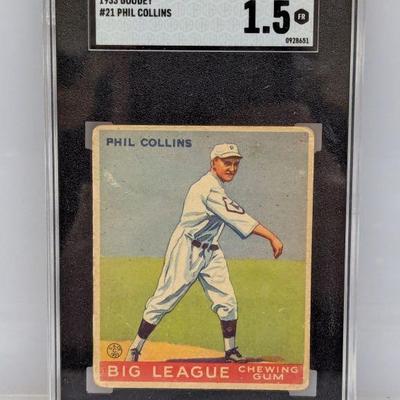 1933 GOUDEY
#21 PHIL COLLINS
1.5 FR
0928651
PHIL COLLINS
BIG LEAGUE CHEWING GUM